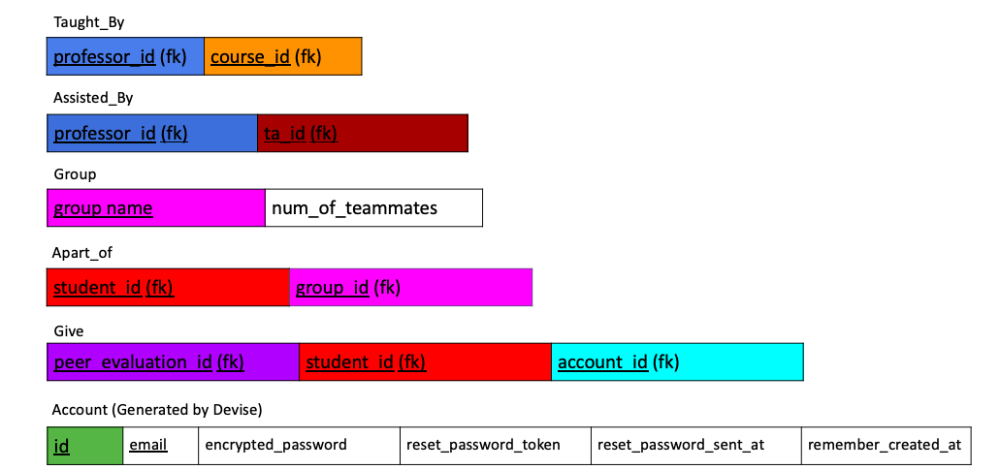 Taught_By
professor_id (fk) course_id (fk)
Assisted_By
professor_id (fk) ta_id (fk)
Group
group name num_of_teammates
Apart_of
student_id (fk) group_id (fk)
Give
peer_evaluation_id (fk) student_id (fk) account_id (fk)
Account (Generated by Devise)
id email encrypted_password reset_password_token reset_password_sent_at remember_created_at